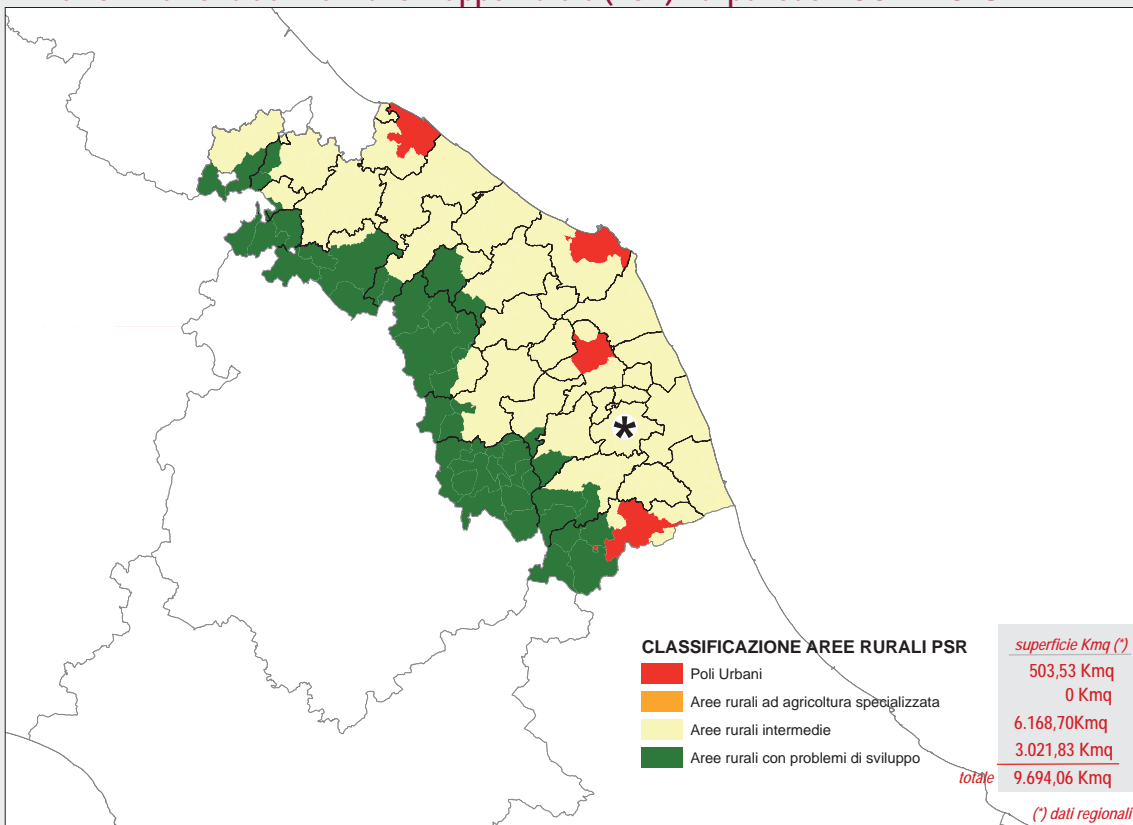 CLASSIFICAZIONE AREE RURALI PSR
superficie Kmq (*)
Poli Urbani
503,53 Kmq
Aree rurali ad agricoltura specializzata
0 Kmq
Aree rurali intermedie
6.168,70Kmq
Aree rurali con problemi di sviluppo
3.021,83 Kmq
totale 9.694,06 Kmq
(*) dati regionali
*